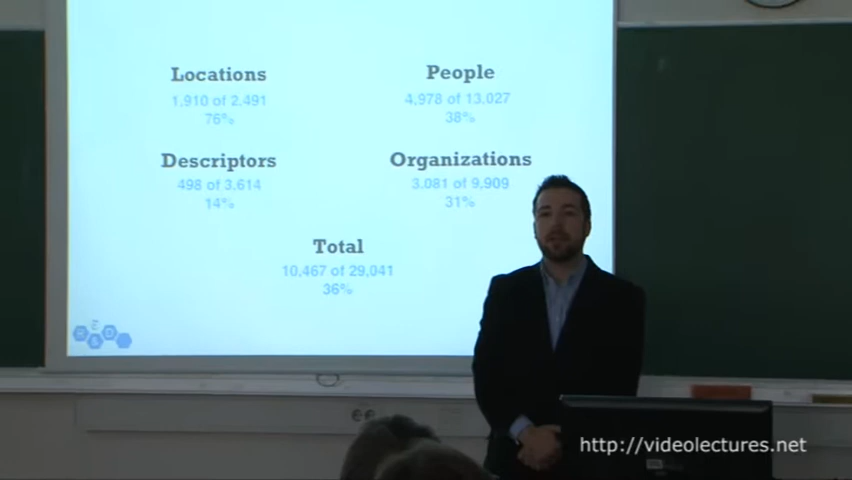 Locations
1,910 of 2,491
76%
People
4,978 of 13,027
38%
Descriptors
498 of 3,614
14%
Organizations
3,081 of 9,909
31%
Total
10,467 of 29,041
36%
http://videolectures.net